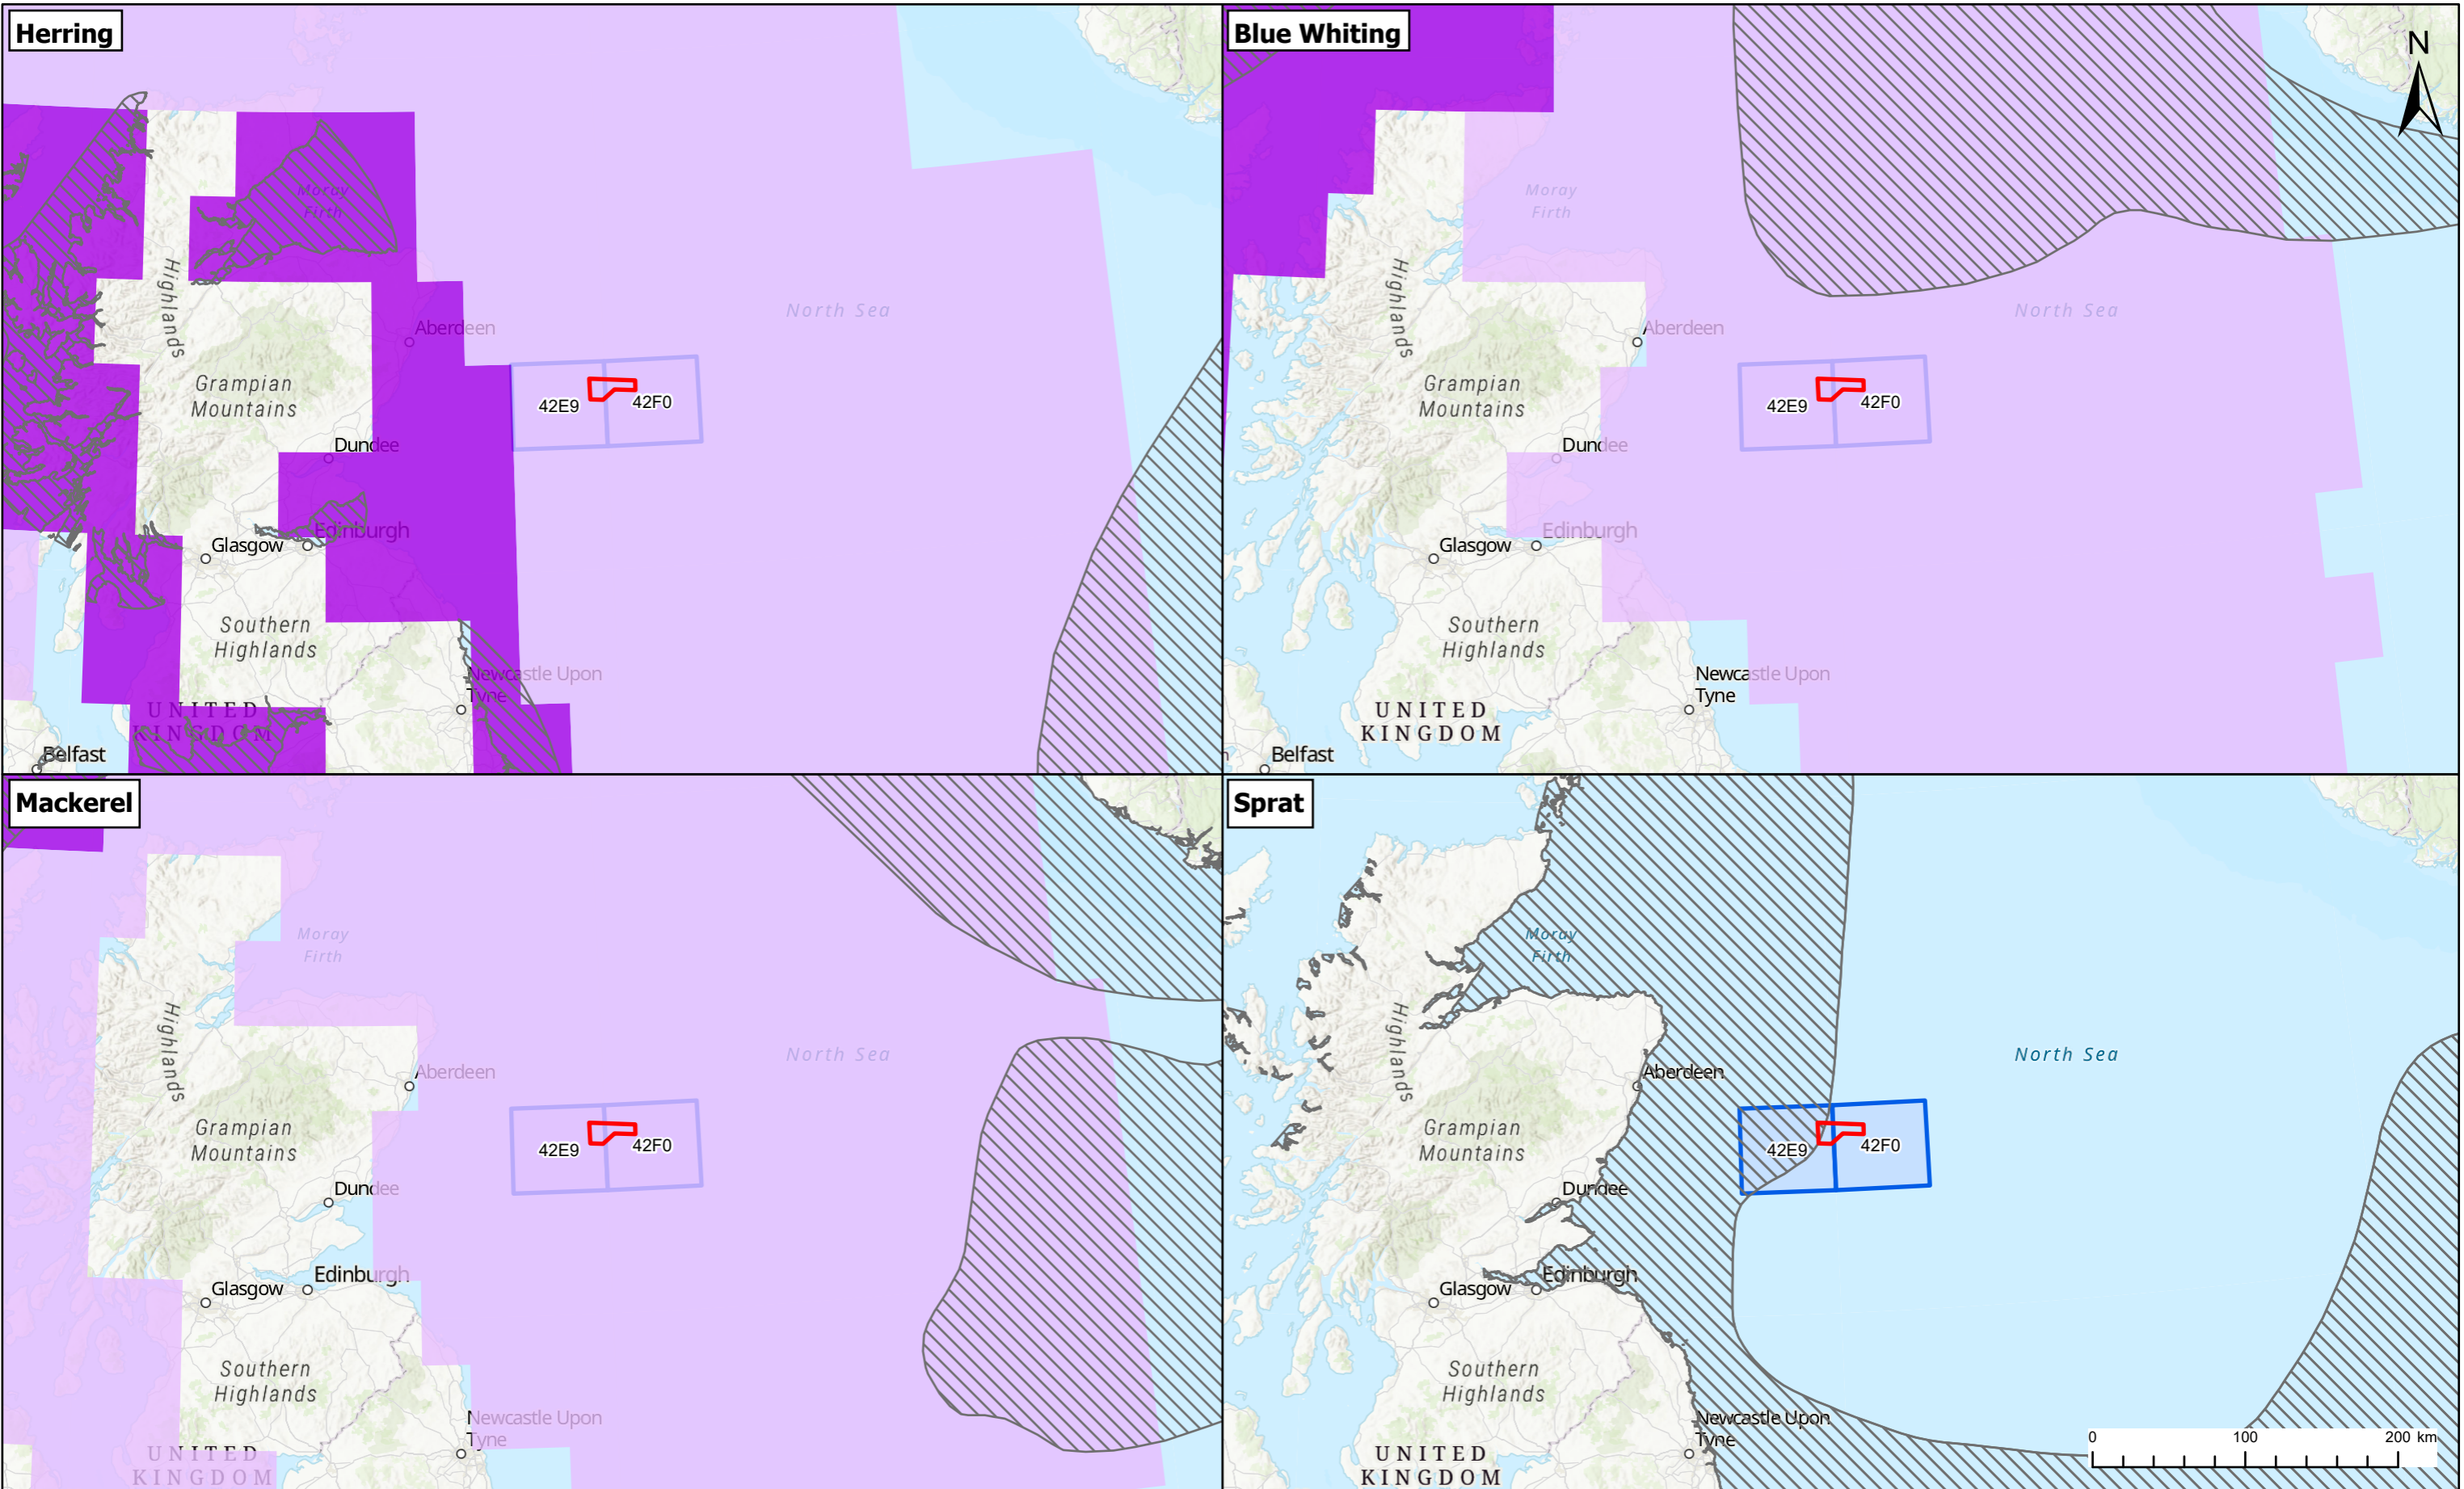 Herring
Moray
Firth
Highlands
North Sea
Aberdeen
Grampian
Mountains
42E9
42F0
Dundee
Edinburgh
Glasgow
Southern
Highlands
Newcastle Upon
Tyne
UNITED
KINGDOM
Belfast
Blue Whiting
N
Moray
Firth
Highlands
North Sea
Aberdeen
Grampian
Mountains
42E9
42F0
Dundee
Edinburgh
Glasgow
Southern
Highlands
Newcastle Upon
Tyne
UNITED
KINGDOM
Belfast
Mackerel
Moray
Firth
Highlands
North Sea
Aberdeen
Grampian
Mountains
42E9
42F0
Dundee
Edinburgh
Glasgow
Southern
Highlands
Newcastle Upon
Tyne
UNITED
KINGDOM
Sprat
Moray
Firth
Highlands
North Sea
Aberdeen
Grampian
Mountains
42E9
42F0
Dundee
Edinburgh
Glasgow
Southern
Highlands
Newcastle Upon
Tyne
UNITED
KINGDOM
0 100 200 km